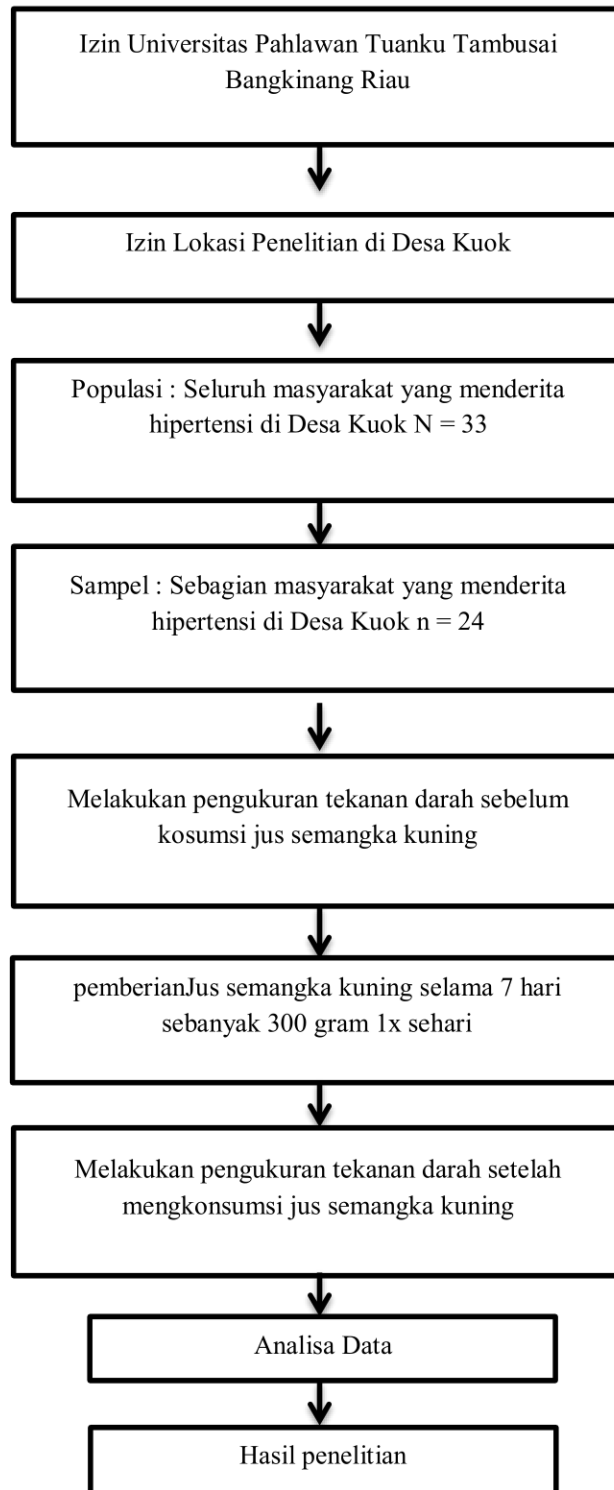 Izin Universitas Pahlawan Tuanku Tambusai
Bangkinang Riau
Izin Lokasi Penelitian di Desa Kuok
Populasi : Seluruh masyarakat yang menderita
hipertensi di Desa Kuok N = 33
Sampel : Sebagian masyarakat yang menderita
hipertensi di Desa Kuok n = 24
Melakukan pengukuran tekanan darah sebelum
kosumsi jus semangka kuning
pemberianJus semangka kuning selama 7 hari
sebanyak 300 gram 1x sehari
Melakukan pengukuran tekanan darah setelah
mengkonsumsi jus semangka kuning
Analisa Data
Hasil penelitian